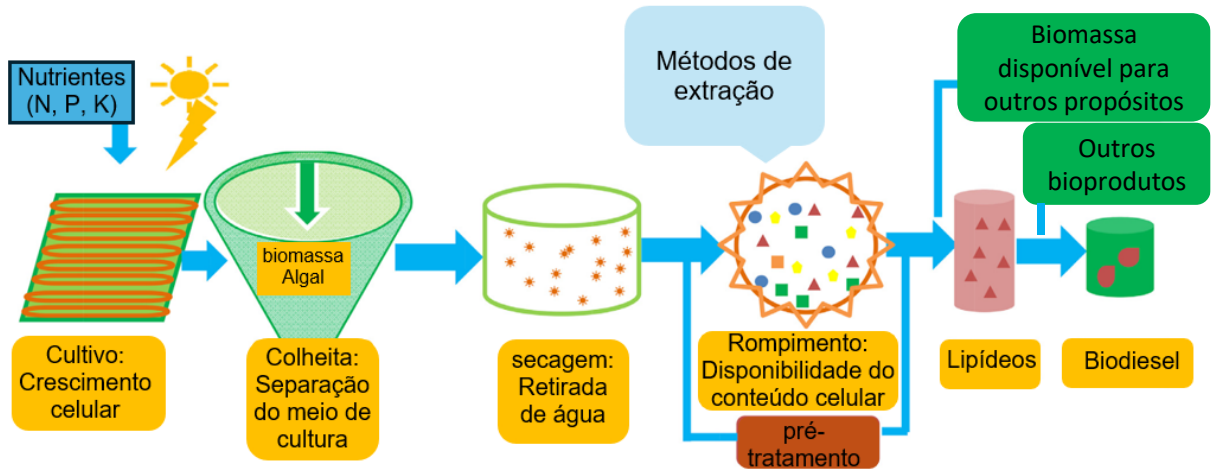 Nutrientes
(N, P, K)
Métodos de
extração
Biomassa
disponível para
outros propósitos
Outros
bioprodutos
biomassa
Algal
Cultivo:
Crescimento
celular
Colheita:
Separação
do meio de
cultura
secagem:
Retirada
de água
Rompimento:
Disponibilidade do
conteúdo celular
pré-
tratamento
Lipídeos
Biodiesel